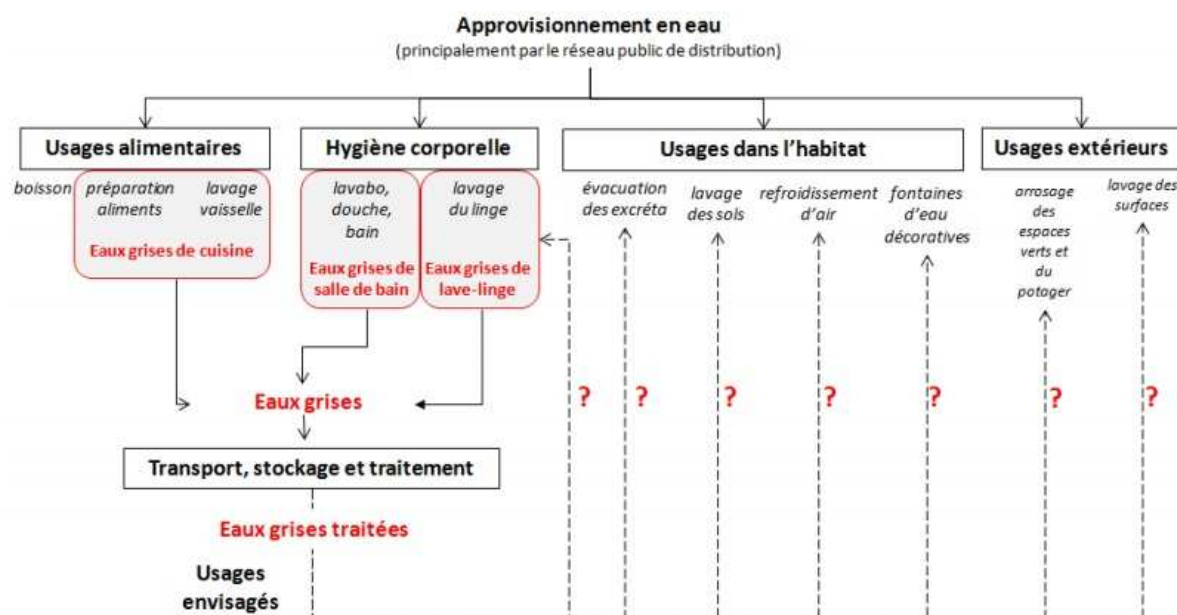 Approvisionnement en eau
(principalement par le réseau public de distribution)
Usages alimentaires
Hygiène corporelle
Usages dans l'habitat
Usages extérieurs
boisson
préparation
aliments
lavage
vaisselle
Eaux grises de cuisine
lavabo,
douche,
bain
Eaux grises de
salle de bain
lavage
du linge
Eaux grises de
lave-linge
évacuation
des excréta
lavage
des sols
refroidissement
d'air
fontaines
d'eau
décoratives
arrosage
des
espaces
verts et
du
potager
lavage des
surfaces
Eaux grises
? ? ? ? ? ? ?
Transport, stockage et traitement
Eaux grises traitées
Usages
envisagés